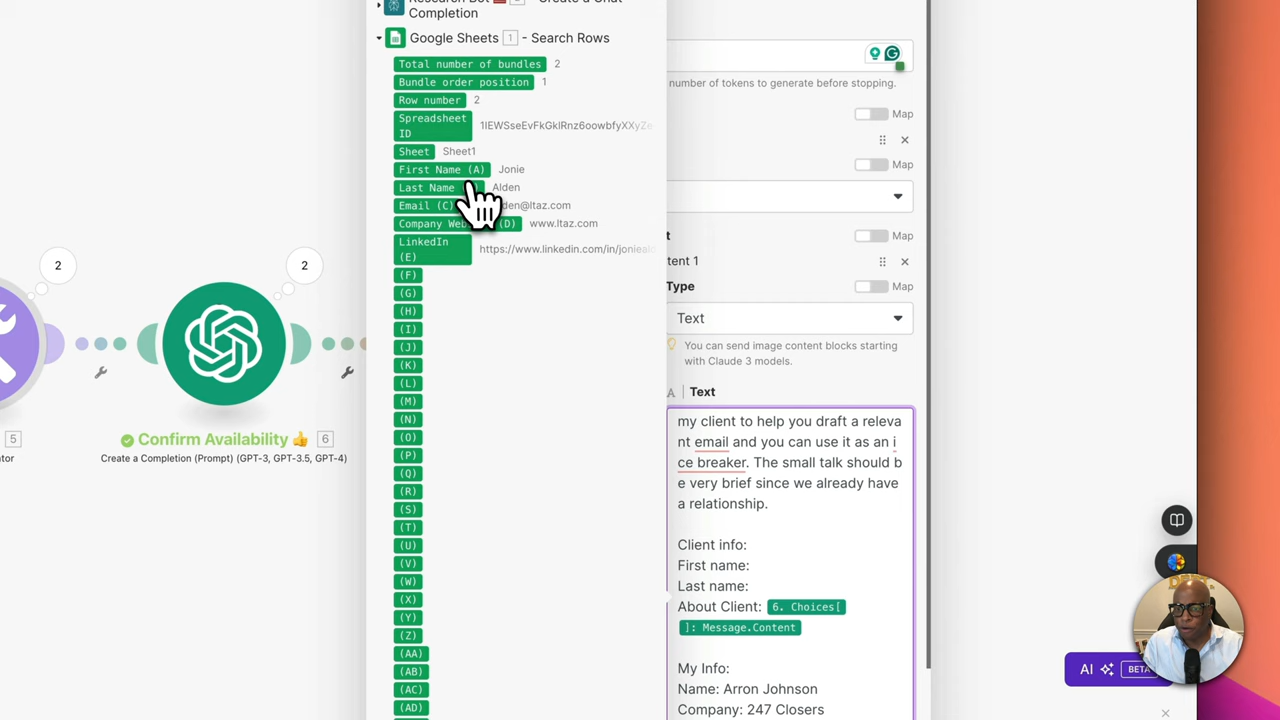 Completion
Google Sheets 1 - Search Rows
Total number of bundles 2
Bundle order position 1
Row number 2
Spreadsheet
ID
Sheet Sheet1
First Name (A) Jonie
Last Name Alden
Email (C) den@ltaz.com
Company Web (D) www.ltaz.com
LinkedIn
(E) https://www.linkedin.com/in/joniea
(F)
(G)
(H)
(I)
(J)
(K)
(L)
(M)
(N)
(O)
(P)
(Q)
(R)
(S)
(T)
(U)
(V)
(W)
(X)
(Y)
(Z)
(AA)
(AB)
(AC)
(AD)
2
2
5
Confirm Availability 👍 6
Create a Completion (Prompt) (GPT-3, GPT-3.5, GPT-4)
number of tokens to generate before stopping.
Map
Map
Map
tent 1
Type Map
Text
You can send image content blocks starting
with Claude 3 models.
A Text
my client to help you draft a releva
nt email and you can use it as an i
ce breaker. The small talk should b
e very brief since we already have
a relationship.
Client info:
First name:
Last name:
About Client: 6. Choices[
]: Message.Content
My Info:
Name: Arron Johnson
Company: 247 Closers
AI BETA